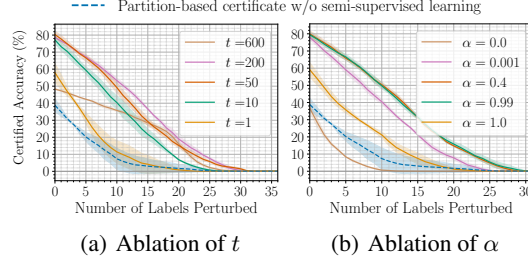 Partition-based certificate w/o semi-supervised learning
Certified Accuracy (%)
80
70
60
50
40
30
20
10
0
t = 600
t = 200
t = 50
t = 10
t = 1
0 5 10 15 20 25 30 35
Number of Labels Perturbed
(a) Ablation of t
80
70
60
50
40
30
20
10
0
α = 0.0
α = 0.001
α = 0.4
α = 0.99
α = 1.0
0 5 10 15 20 25 30
Number of Labels Perturbed
(b) Ablation of α